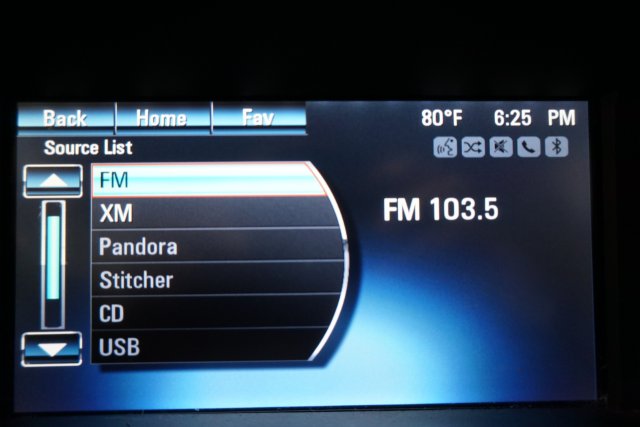 Back Home Fav 80°F 6:25 PM
Source List
FM
XM
FM 103.5
Pandora
Stitcher
CD
USB